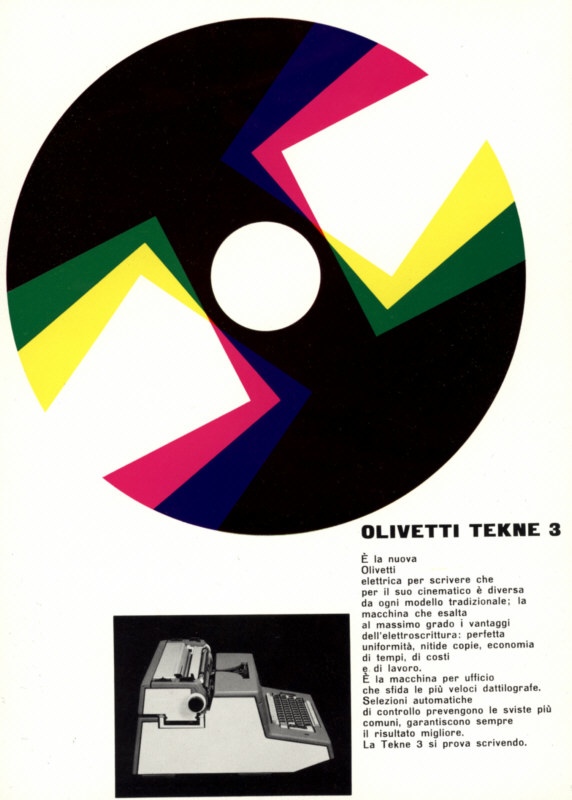 OLIVETTI TEKNE 3
È la nuova
Olivetti
elettrica per scrivere che
per il suo cinematico è diversa
da ogni modello tradizionale; la
macchina che esalta
al massimo grado i vantaggi
dell'elettroscrittura: perfetta
uniformità, nitide copie, economia
di tempi, di costi
e di lavoro.
È la macchina per ufficio
che sfida le più veloci dattilografe.
Selezioni automatiche
di controllo prevengono le sviste più
comuni, garantiscono sempre
il risultato migliore.
La Tekne 3 si prova scrivendo.